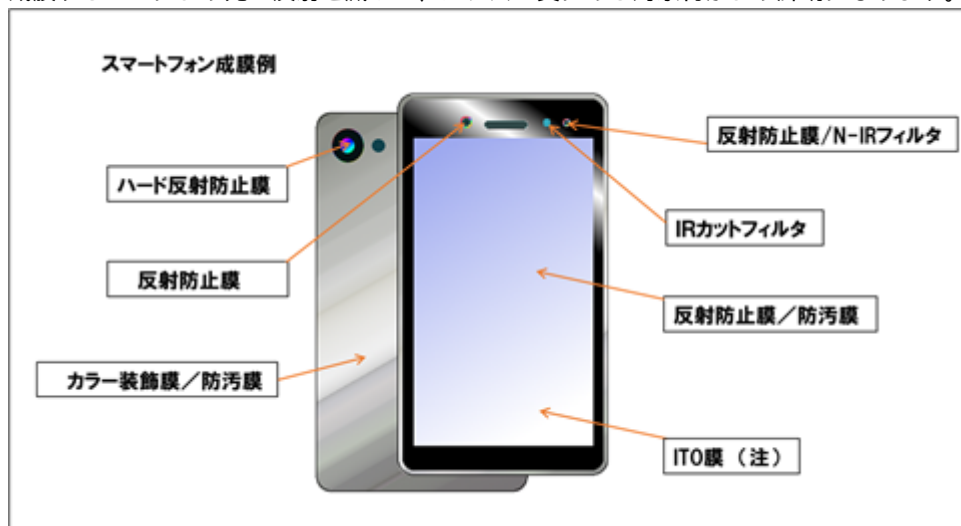 スマートフォン成膜例
反射防止膜/N-IRフィルタ
ハード反射防止膜
IRカットフィルタ
反射防止膜
反射防止膜／防汚膜
カラー装飾膜／防汚膜
ITO膜（注）